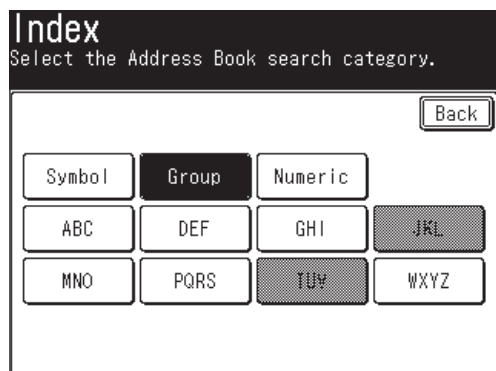 Index
Select the Address Book search category.
Back
Symbol Group Numeric
ABC DEF GHI JKL
MNO PQRS TUV WXYZ